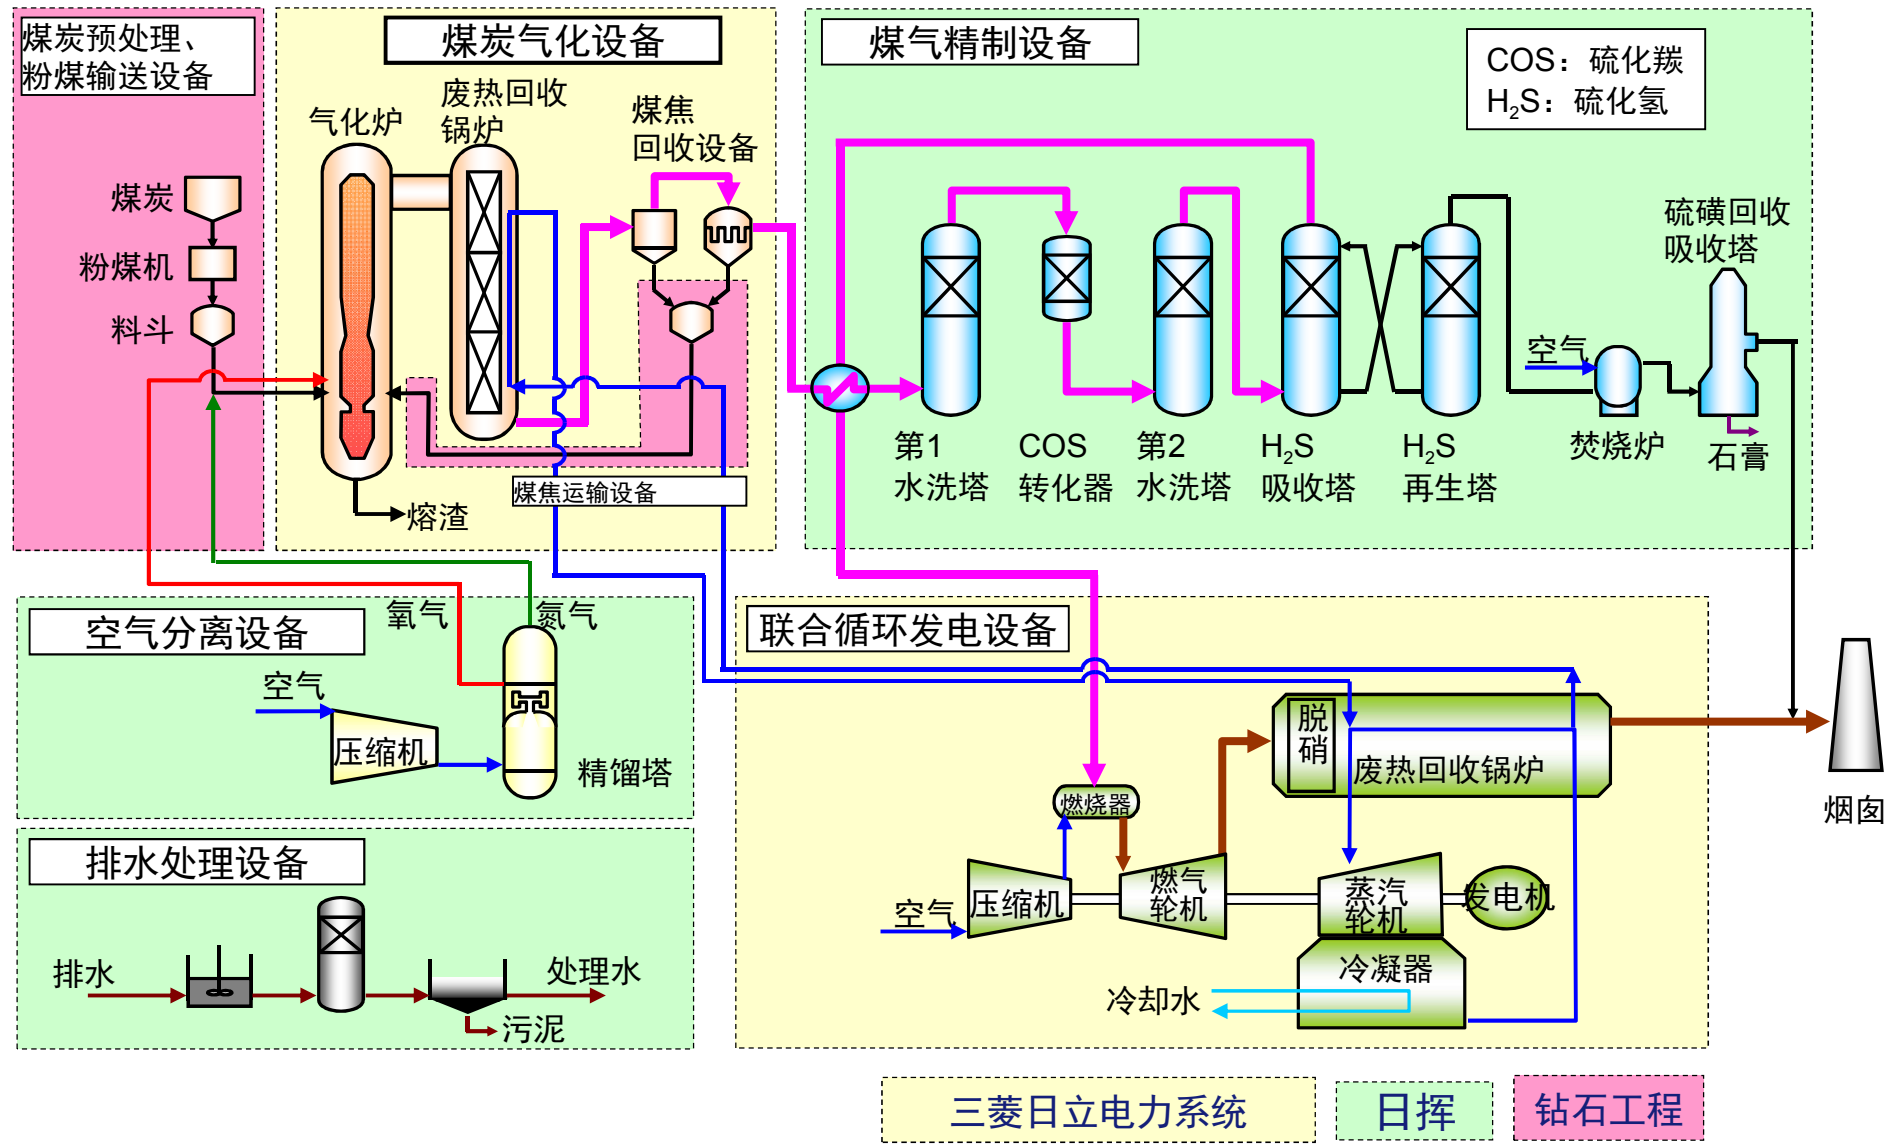 煤炭预处理、
粉煤输送设备
煤炭
粉煤机
料斗
煤炭气化设备
气化炉
废热回收
锅炉
煤焦
回收设备
煤焦运输设备
熔渣
煤气精制设备
COS：硫化羰
H₂S：硫化氢
第1
水洗塔
COS
转化器
第2
水洗塔
H₂S
吸收塔
H₂S
再生塔
空气
焚烧炉
硫磺回收
吸收塔
石膏
空气分离设备
氧气
氮气
空气
压缩机
精馏塔
排水处理设备
排水
处理水
污泥
联合循环发电设备
脱
硝
废热回收锅炉
燃烧器
空气
压缩机
燃气
轮机
蒸汽
轮机
发电机
冷凝器
冷却水
烟囱
三菱日立电力系统
日挥
钻石工程